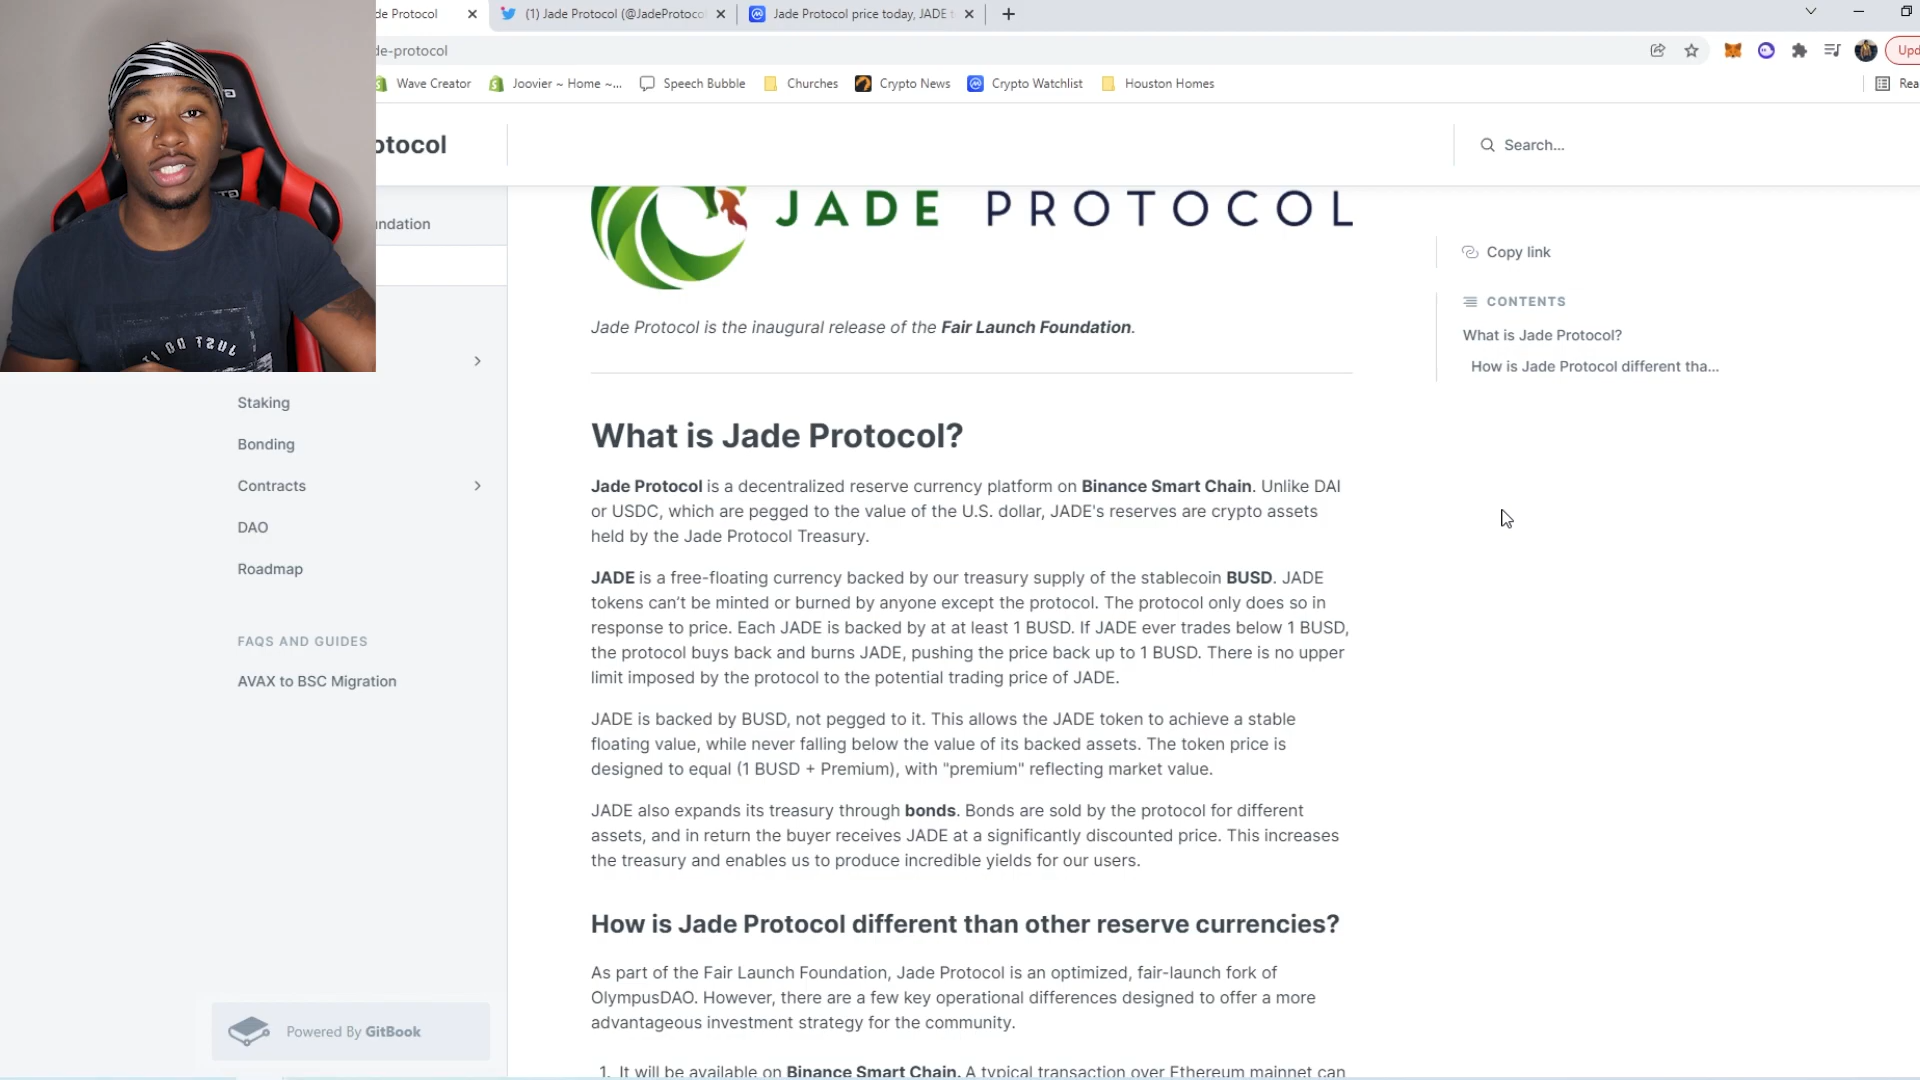 de Protocol
(1) Jade Protocol (@JadeProtoco
Jade Protocol price today, JADE t
de-protocol
Upd
Wave Creator
Joovier ~ Home ~...
Speech Bubble
Churches
Crypto News
Crypto Watchlist
Houston Homes
Rea
otocol
Search...
JADE PROTOCOL
undation
Copy link
CONTENTS
What is Jade Protocol?
How is Jade Protocol different tha...
Jade Protocol is the inaugural release of the Fair Launch Foundation.
Staking
Bonding
Contracts
DAO
Roadmap
FAQS AND GUIDES
AVAX to BSC Migration
Powered By GitBook
What is Jade Protocol?
Jade Protocol is a decentralized reserve currency platform on Binance Smart Chain. Unlike DAI
or USDC, which are pegged to the value of the U.S. dollar, JADE's reserves are crypto assets
held by the Jade Protocol Treasury.
JADE is a free-floating currency backed by our treasury supply of the stablecoin BUSD. JADE
tokens can’t be minted or burned by anyone except the protocol. The protocol only does so in
response to price. Each JADE is backed by at at least 1 BUSD. If JADE ever trades below 1 BUSD,
the protocol buys back and burns JADE, pushing the price back up to 1 BUSD. There is no upper
limit imposed by the protocol to the potential trading price of JADE.
JADE is backed by BUSD, not pegged to it. This allows the JADE token to achieve a stable
floating value, while never falling below the value of its backed assets. The token price is
designed to equal (1 BUSD + Premium), with "premium" reflecting market value.
JADE also expands its treasury through bonds. Bonds are sold by the protocol for different
assets, and in return the buyer receives JADE at a significantly discounted price. This increases
the treasury and enables us to produce incredible yields for our users.
How is Jade Protocol different than other reserve currencies?
As part of the Fair Launch Foundation, Jade Protocol is an optimized, fair-launch fork of
OlympusDAO. However, there are a few key operational differences designed to offer a more
advantageous investment strategy for the community.
1. It will be available on Binance Smart Chain. A typical transaction over Ethereum mainnet can